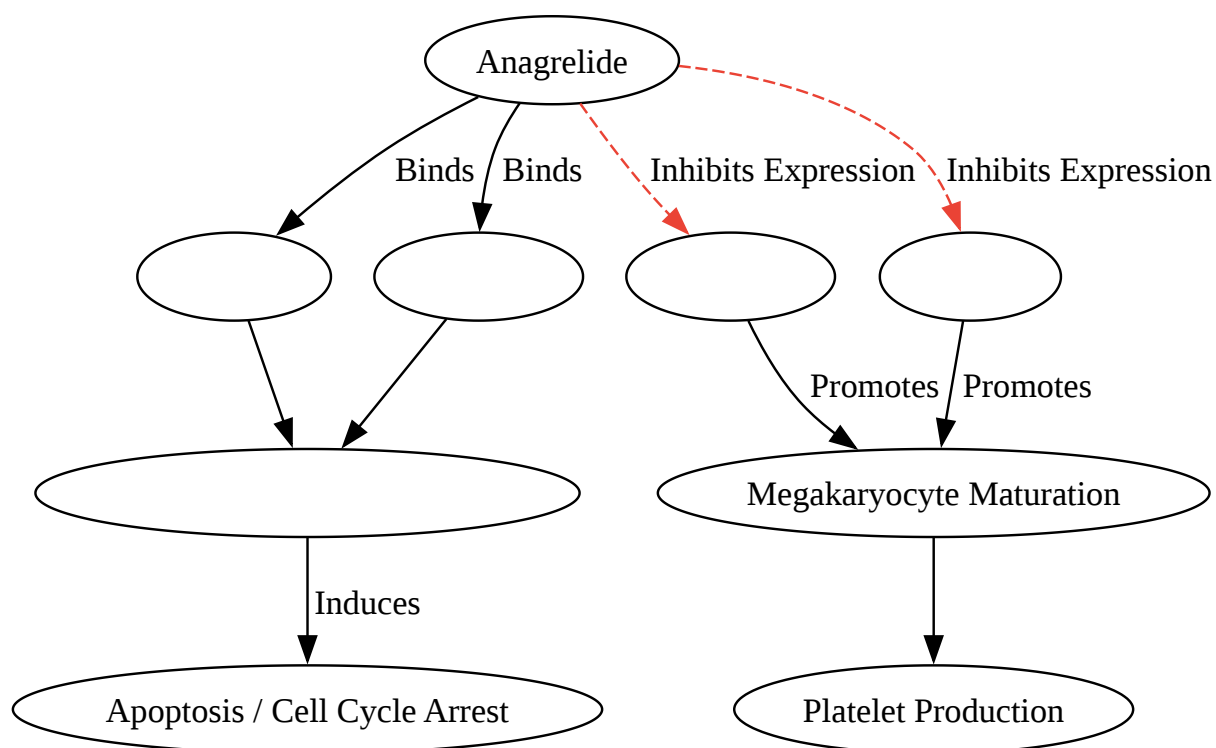 Anagrelide
Binds
Binds
Inhibits Expression
Inhibits Expression
Promotes
Promotes
Megakaryocyte Maturation
Induces
Apoptosis / Cell Cycle Arrest
Platelet Production